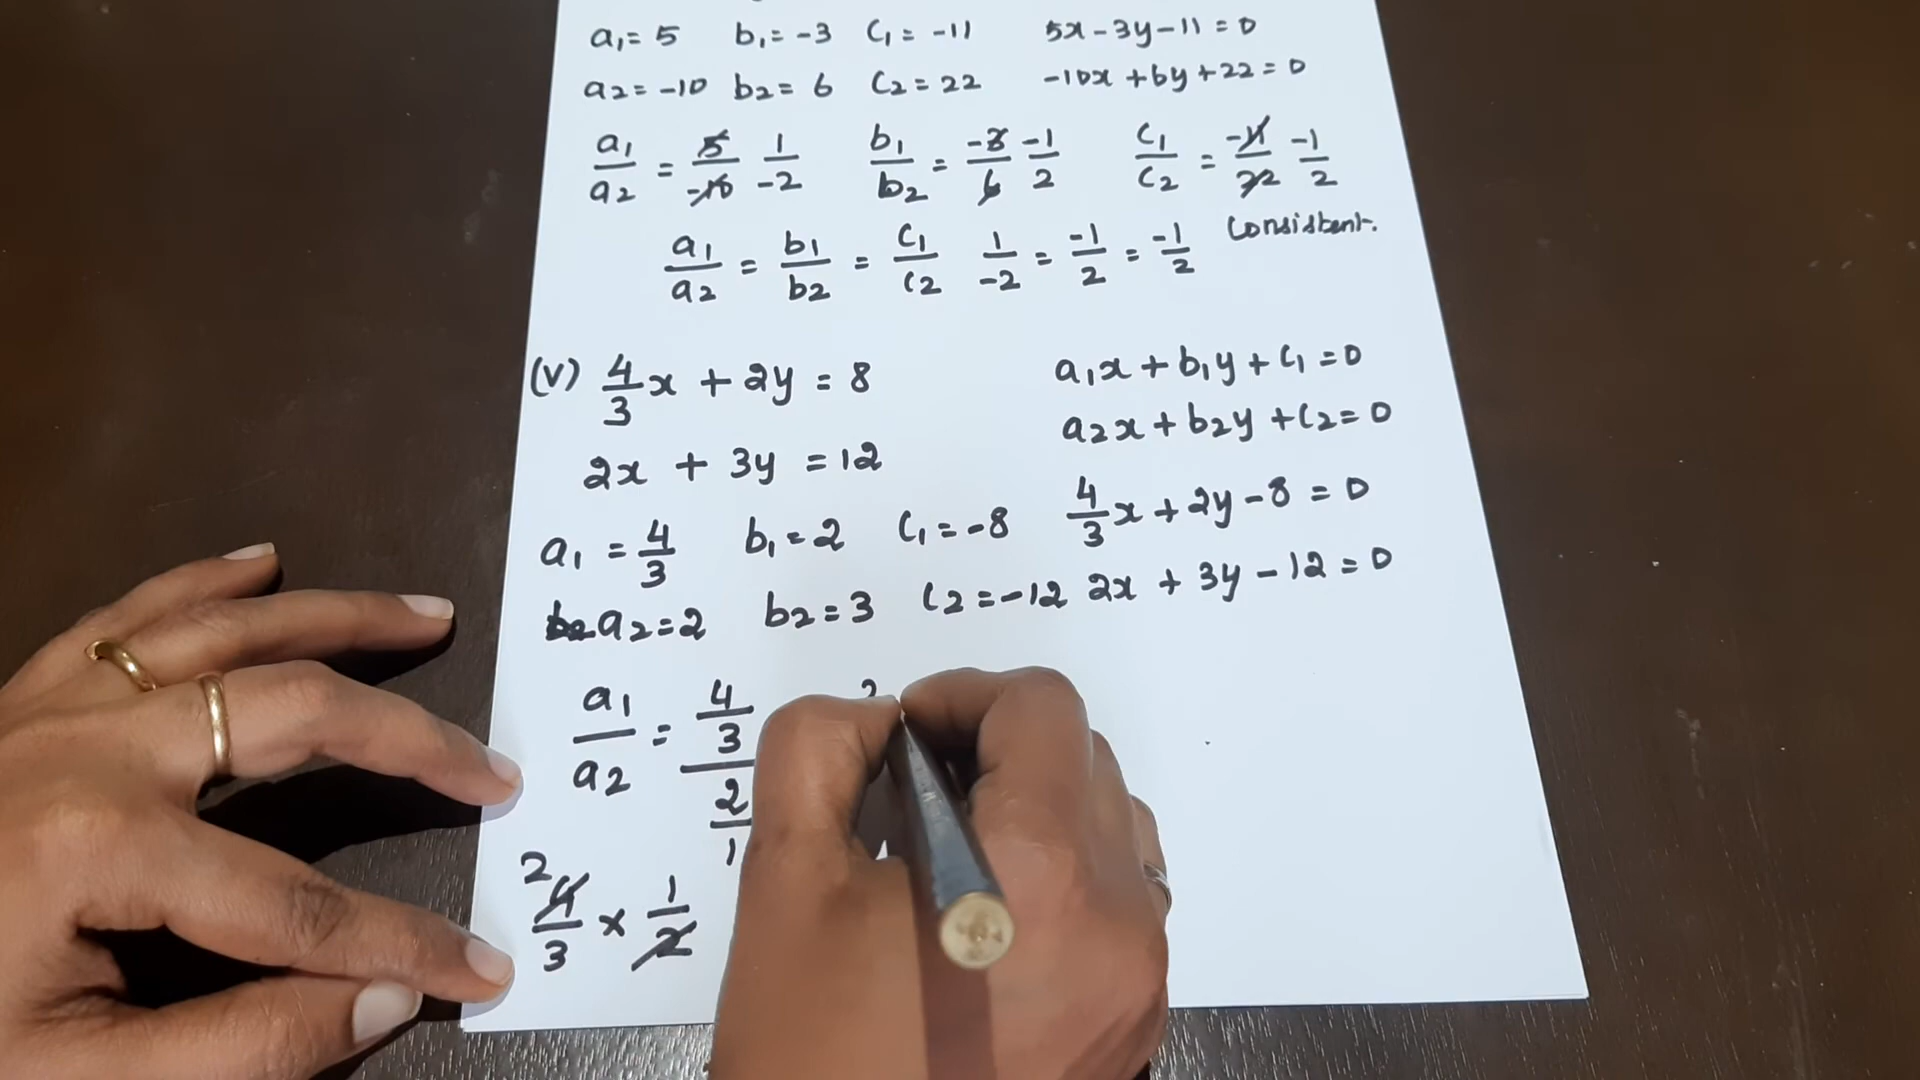 a₁ = 5 b₁ = -3 c₁ = -11 5x - 3y - 11 = 0
a₂ = -10 b₂ = 6 c₂ = 22 -10x + 6y + 22 = 0
a₁/a₂ = 5/-10 1/-2 b₁/b₂ = -3/6 -1/2 c₁/c₂ = -11/22 -1/2
a₁/a₂ = b₁/b₂ = c₁/c₂ 1/-2 = -1/2 = -1/2 Consistent.
(v) 4/3 x + 2y = 8 a₁x + b₁y + c₁ = 0
2x + 3y = 12 a₂x + b₂y + c₂ = 0
a₁ = 4/3 b₁ = 2 c₁ = -8 4/3 x + 2y - 8 = 0
a₂ = 2 b₂ = 3 c₂ = -12 2x + 3y - 12 = 0
a₁/a₂ = 4/3 / 2/1 2
2 4/3 × 1/2